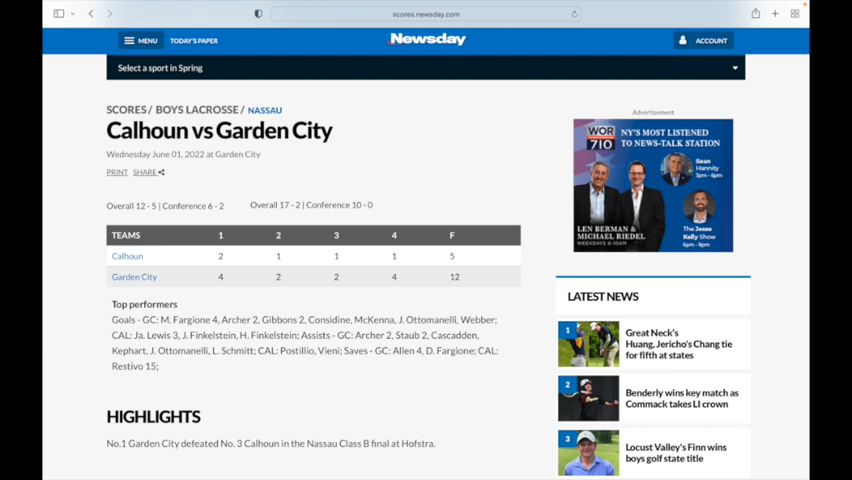 scores.newsday.com
MENU
TODAY'S PAPER
Newsday
ACCOUNT
Select a sport in Spring
SCORES/ BOYS LACROSSE/ NASSAU
Calhoun vs Garden City
Wednesday June 01, 2022 at Garden City
PRINT SHARE
Overall 12 - 5 | Conference 6 - 2
Overall 17 - 2 | Conference 10 - 0
TEAMS 1 2 3 4 F
Calhoun 2 1 1 1 5
Garden City 4 2 2 4 12
Top performers
Goals - GC: M. Fargione 4, Archer 2, Gibbons 2, Considine, McKenna, J. Ottomanelli, Webber;
CAL: Ja. Lewis 3, J. Finkelstein, H. Finkelstein; Assists - GC: Archer 2, Staub 2, Cascadden,
Kephart, J. Ottomanelli, L. Schmitt; CAL: Postillio, Vieni; Saves - GC: Allen 4, D. Fargione; CAL:
Restivo 15;
HIGHLIGHTS
No.1 Garden City defeated No. 3 Calhoun in the Nassau Class B final at Hofstra.
Advertisement
WOR
710
NY'S MOST LISTENED
TO NEWS-TALK STATION
Sean
Hannity
3pm - 6pm
LEN BERMAN &
MICHAEL RIEDEL
WEEKDAYS 6-10AM
The Jesse
Kelly Show
6pm - 9pm
LATEST NEWS
1
Great Neck's
Huang, Jericho's Chang tie
for fifth at states
2
Benderly wins key match as
Commack takes LI crown
3
Locust Valley's Finn wins
boys golf state title